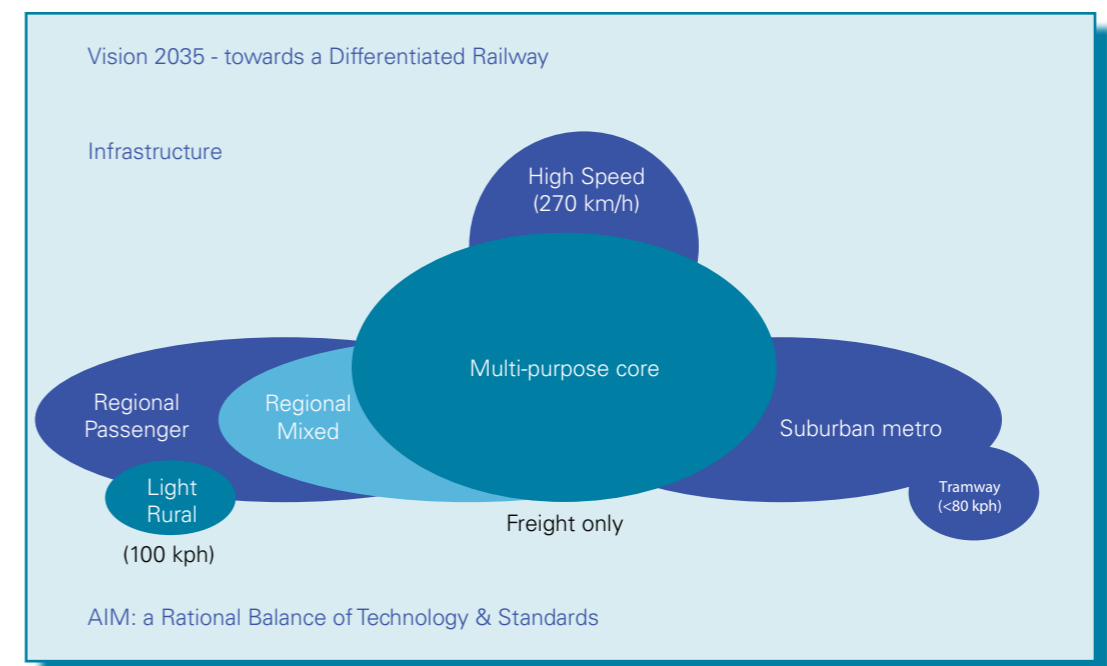 Vision 2035 - towards a Differentiated Railway
Infrastructure
High Speed
(270 km/h)
Multi-purpose core
Regional
Passenger
Regional
Mixed
Suburban metro
Light
Rural
Tramway
(<80 kph)
Freight only
(100 kph)
AIM: a Rational Balance of Technology & Standards